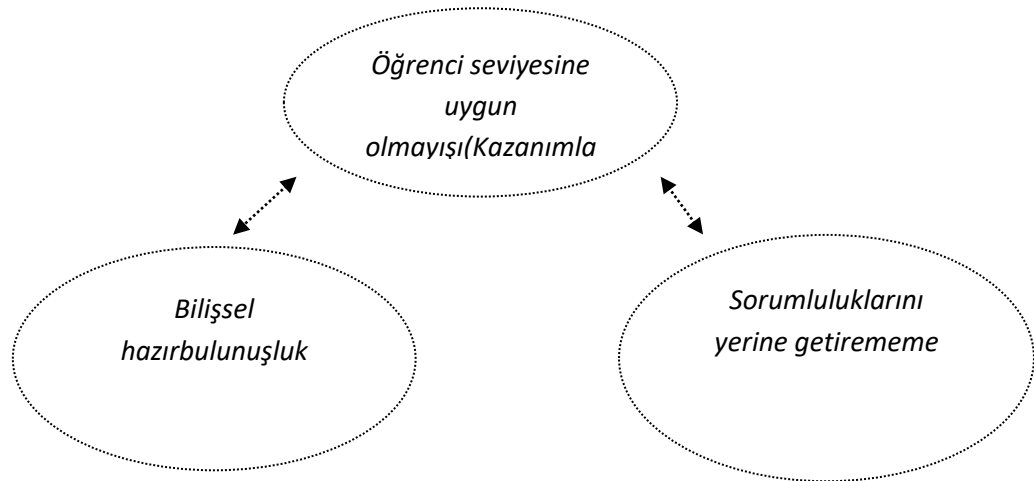 Öğrenci seviyesine
uygun
olmayışı(Kazanımla
Bilişsel
hazırbulunuşluk
Sorumluluklarını
yerine getirememe